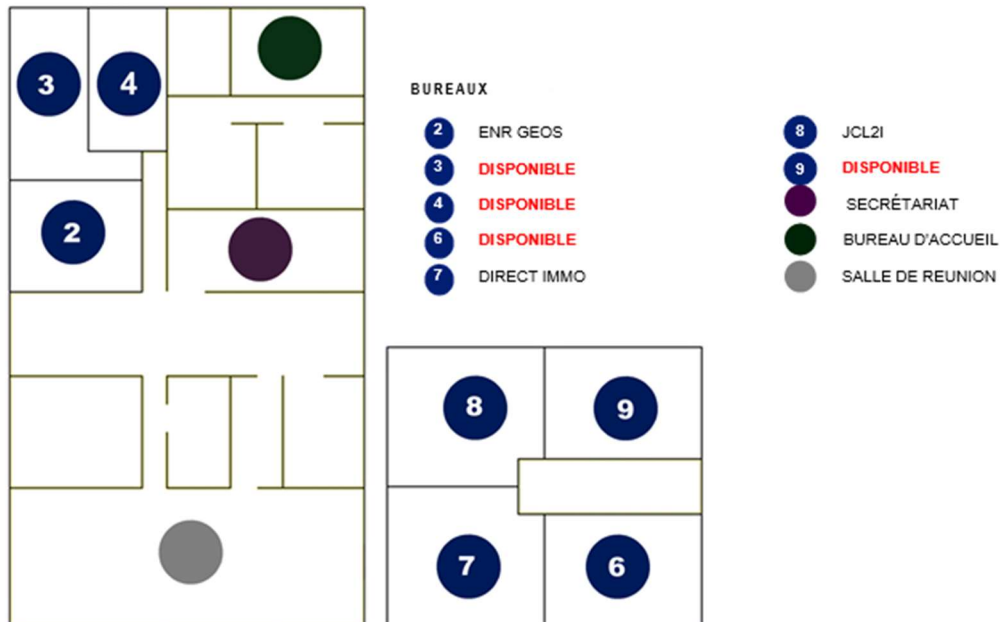 3
4
2
8
9
7
6
BUREAUX
2 ENR GEOS
3 DISPONIBLE
4 DISPONIBLE
6 DISPONIBLE
7 DIRECT IMMO
8 JCL2I
9 DISPONIBLE
SECRÉTARIAT
BUREAU D'ACCUEIL
SALLE DE REUNION